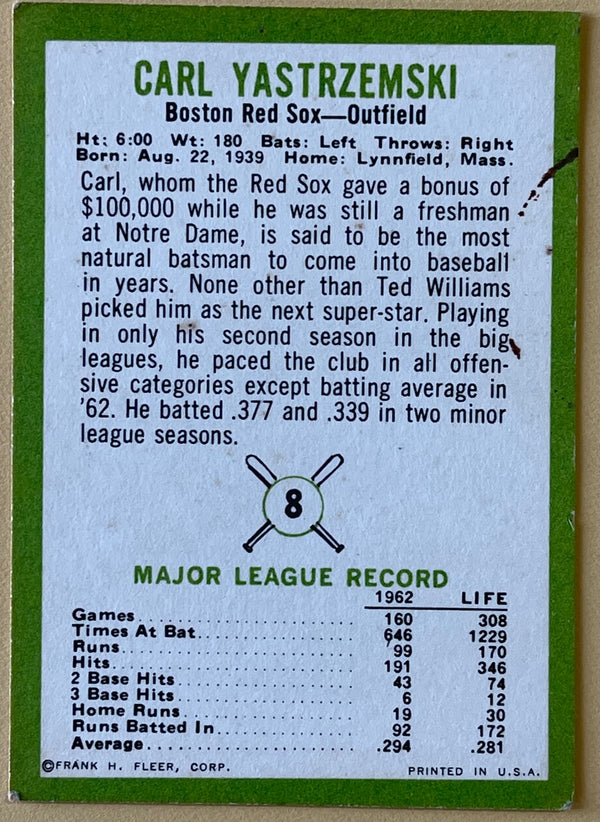 CARL YASTRZEMSKI
Boston Red Sox—Outfield
Ht: 6:00 Wt: 180 Bats: Left Throws: Right
Born: Aug. 22, 1939 Home: Lynnfield, Mass.
Carl, whom the Red Sox gave a bonus of
$100,000 while he was still a freshman
at Notre Dame, is said to be the most
natural batsman to come into baseball
in years. None other than Ted Williams
picked him as the next super-star. Playing
in only his second season in the big
leagues, he paced the club in all offen-
sive categories except batting average in
'62. He batted .377 and .339 in two minor
league seasons.
8
MAJOR LEAGUE RECORD
1962 LIFE
Games 160 308
Times At Bat 646 1229
Runs 99 170
Hits 191 346
2 Base Hits 43 74
3 Base Hits 6 12
Home Runs 19 30
Runs Batted In 92 172
Average .294 .281
©FRANK H. FLEER, CORP. PRINTED IN U.S.A.